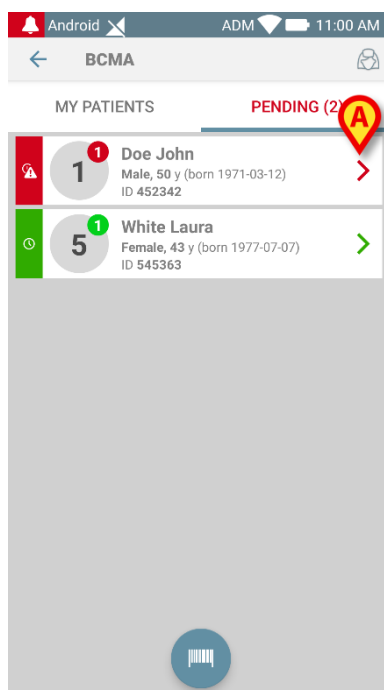 Android ADM 11:00 AM
BCMA
MY PATIENTS PENDING (2)
A
1 1 Doe John
Male, 50 y (born 1971-03-12)
ID 452342
5 1 White Laura
Female, 43 y (born 1977-07-07)
ID 545363